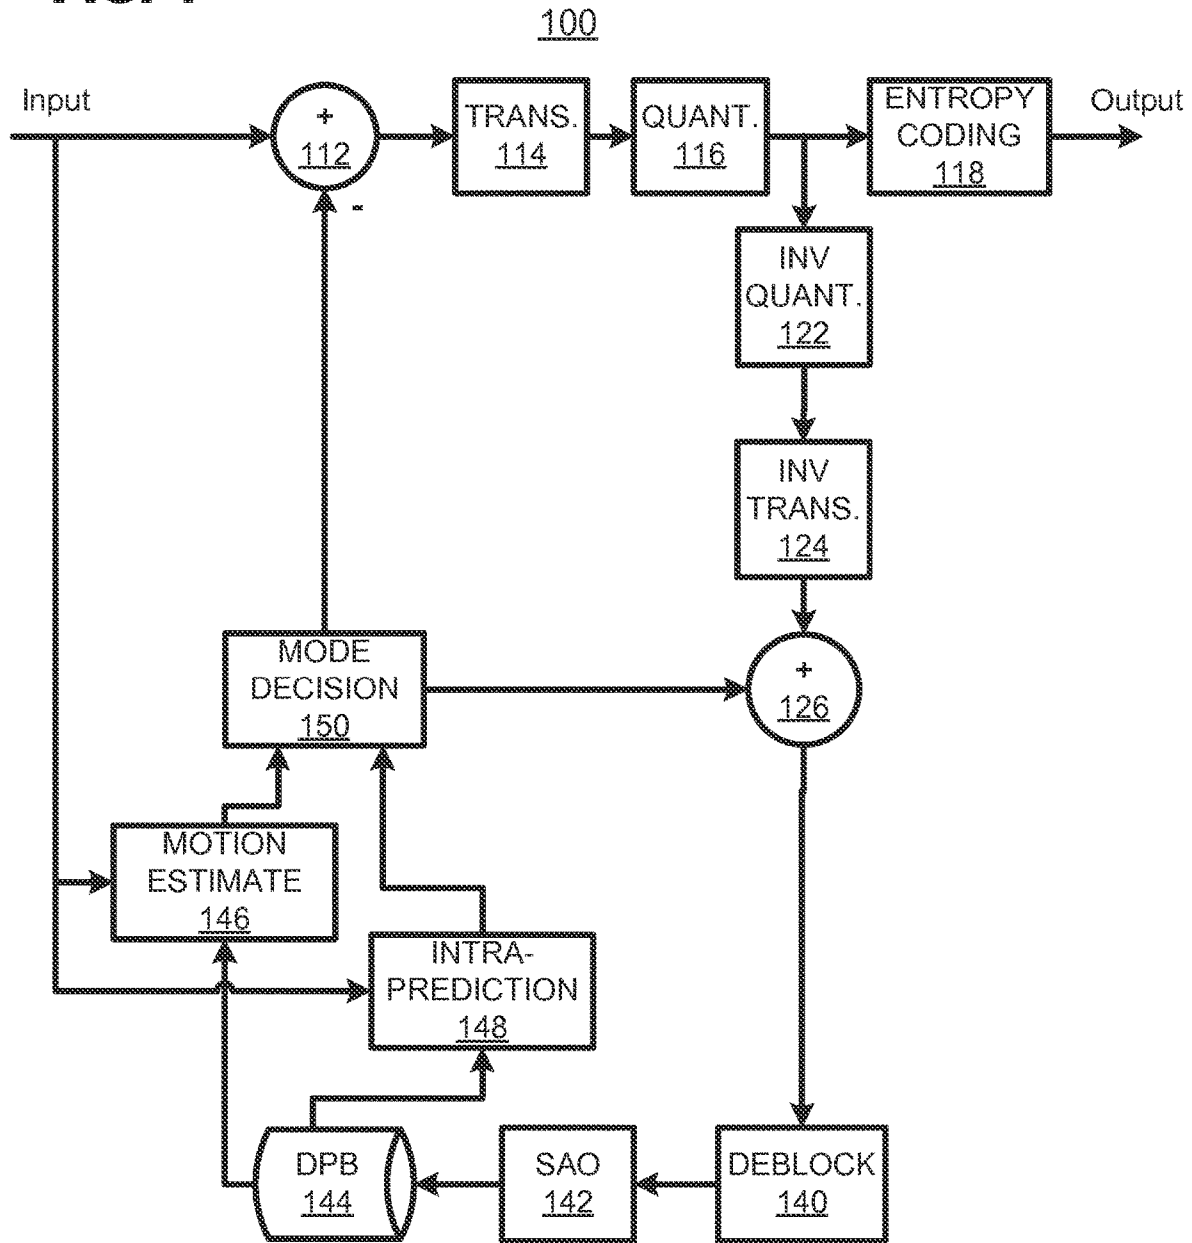 100
Input
+
112
-
TRANS.
114
QUANT.
116
ENTROPY
CODING
118
Output
INV
QUANT.
122
INV
TRANS.
124
MODE
DECISION
150
+
126
MOTION
ESTIMATE
146
INTRA-
PREDICTION
148
DPB
144
SAO
142
DEBLOCK
140